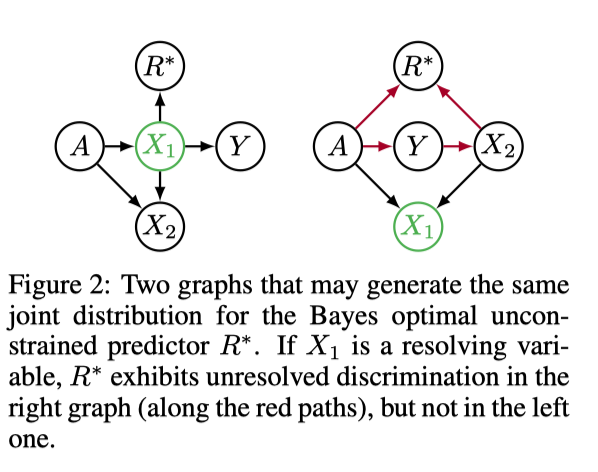 R* R*
A X₁ Y A Y X₂
X₂ X₁
Figure 2: Two graphs that may generate the same
joint distribution for the Bayes optimal uncon-
strained predictor R*. If X₁ is a resolving vari-
able, R* exhibits unresolved discrimination in the
right graph (along the red paths), but not in the left
one.